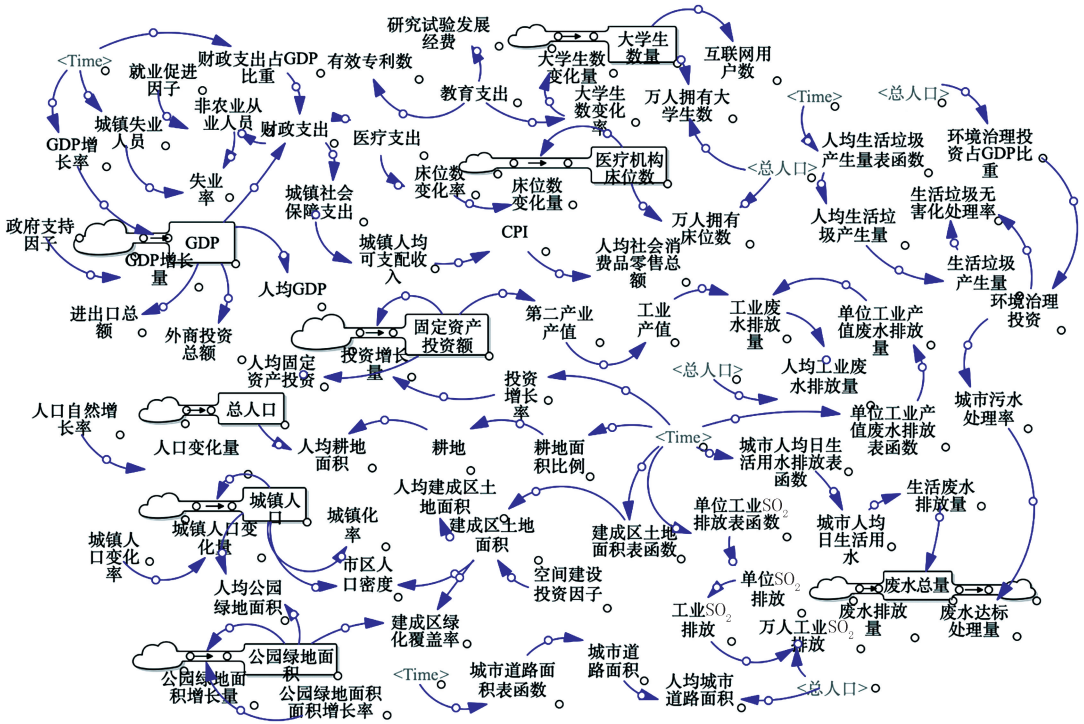 研究试验发展
经费
大学生
数量
互联网用
户数
<Time>
财政支出占GDP
比重
有效专利数
大学生数
变化量
就业促进
因子
教育支出
大学生
数变化
率
万人拥有大
学生数
<Time>
<总人口>
非农业从
业人员
城镇失业
人员
财政支出
医疗支出
GDP增
长率
人均生活垃圾
产生量表函数
环境治理投
资占GDP比
重
医疗机构
床位数
床位数
变化率
床位数
变化量
<总人口>
失业
率
城镇社会
保障支出
生活垃圾无
害化处理率
人均生活垃
圾产生量
万人拥有
床位数
政府支持
因子
GDP
GDP增长
量
城镇人均
可支配收
入
CPI
人均社会消
费品零售总
额
生活垃圾
产生量
人均GDP
环境治理
投资
进出口总
额
外商投资
总额
固定资产
投资额
投资增长
量
第二产业
产值
工业
产值
工业废
水排放
量
单位工业产
值废水排放
量
人均固定
资产投资
人均工业废
水排放量
<总人口>
投资
增长
率
人口自然增
长率
总人口
人口变化量
城市污水
处理率
单位工业产
值废水排放
表函数
人均耕地
面积
耕地
耕地面
积比例
<Time>
城市人均日生
活用水排放表
函数
人均建成区土
地面积
生活废水
排放量
城镇人
口
城镇人口变
化量
城镇化
率
建成区土地
面积
建成区土地
面积表函数
单位工业SO2
排放表函数
城市人均
日生活用
水
城镇人
口变化
率
市区人
口密度
空间建设
投资因子
单位SO2
排放
废水总量
废水排放
量
废水达标
处理量
人均公园
绿地面积
建成区绿
化覆盖率
工业SO2
排放
万人工业SO2
排放
公园绿地面
积
公园绿地面
积增长量
公园绿地面积
面积增长率
<Time>
城市道路面
积表函数
城市道
路面积
人均城市
道路面积
<总人口>